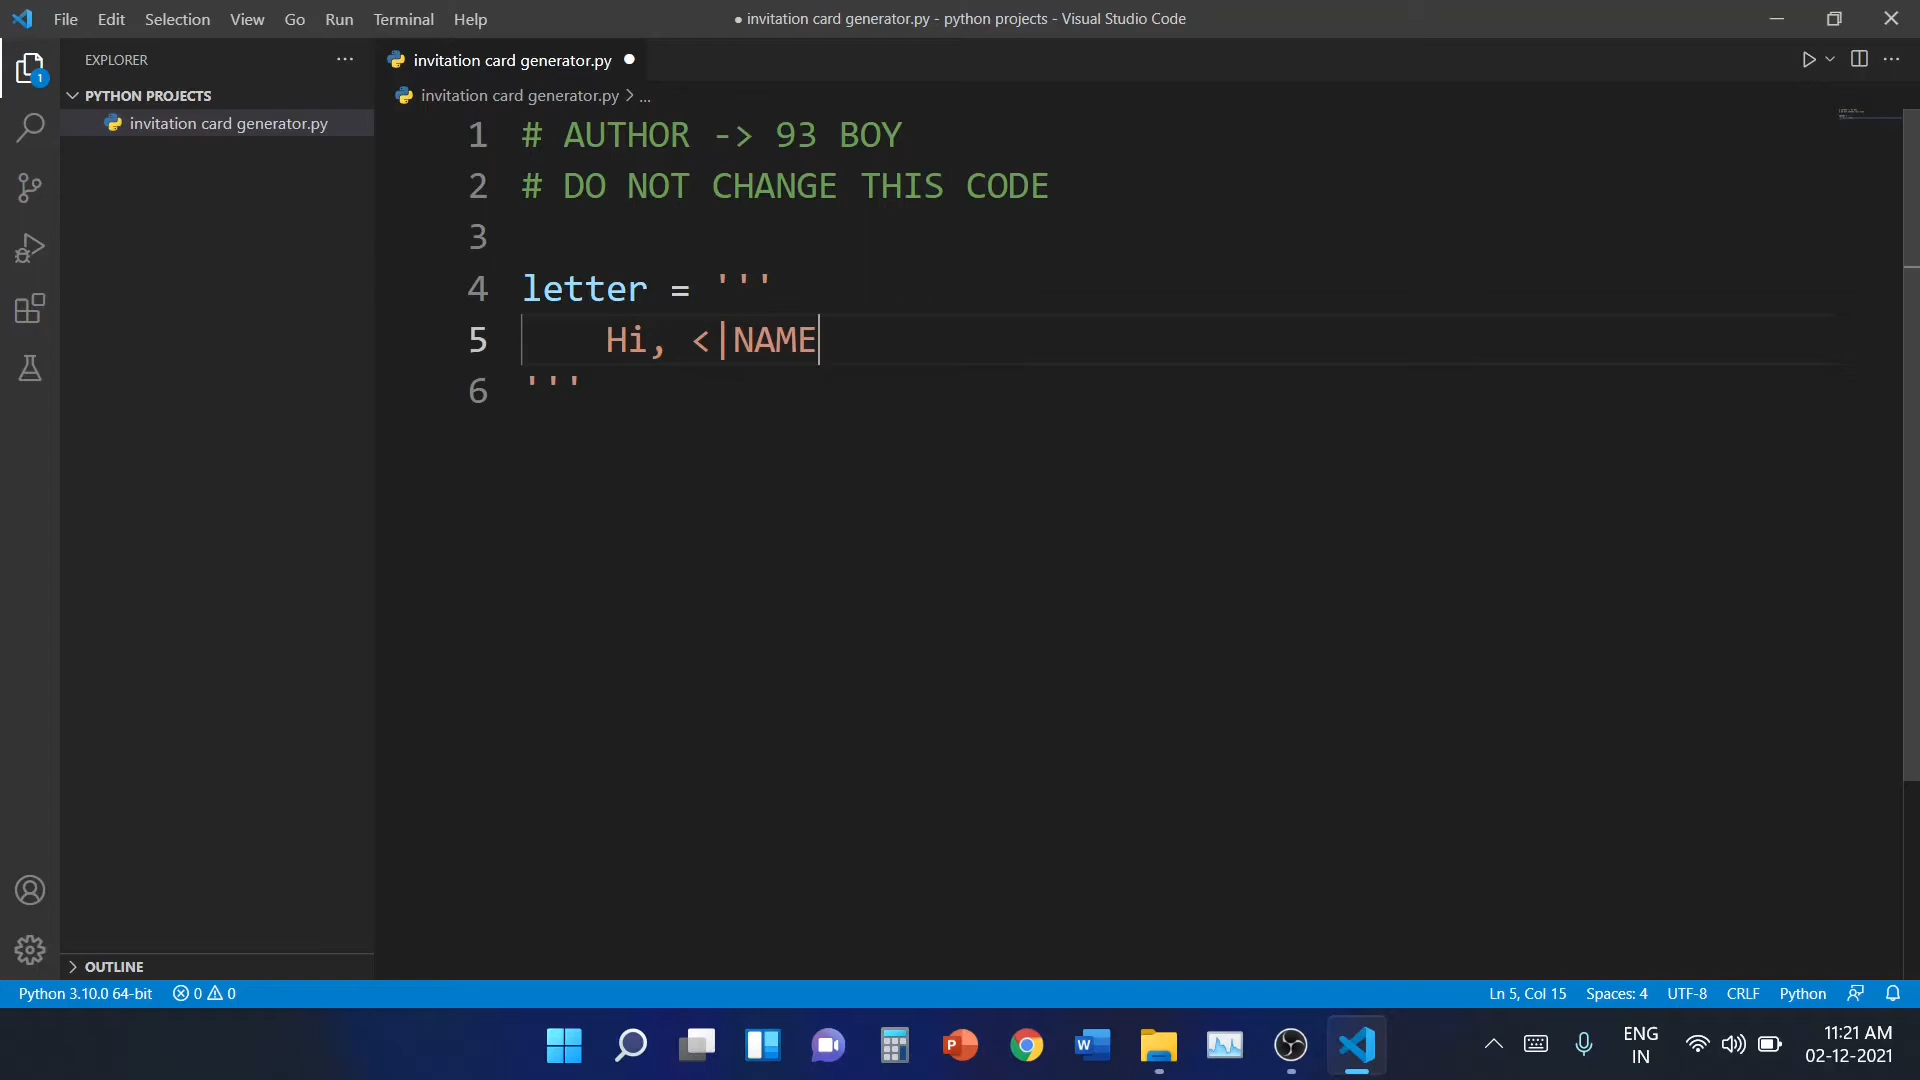 File Edit Selection View Go Run Terminal Help
● invitation card generator.py - python projects - Visual Studio Code
EXPLORER
invitation card generator.py
PYTHON PROJECTS
invitation card generator.py > ...
invitation card generator.py
1 # AUTHOR -> 93 BOY
2 # DO NOT CHANGE THIS CODE
3
4 letter = '''
5 Hi, <|NAME
6 '''
1
OUTLINE
Python 3.10.0 64-bit 0 0
Ln 5, Col 15 Spaces: 4 UTF-8 CRLF Python
P
W
ENG
IN
11:21 AM
02-12-2021